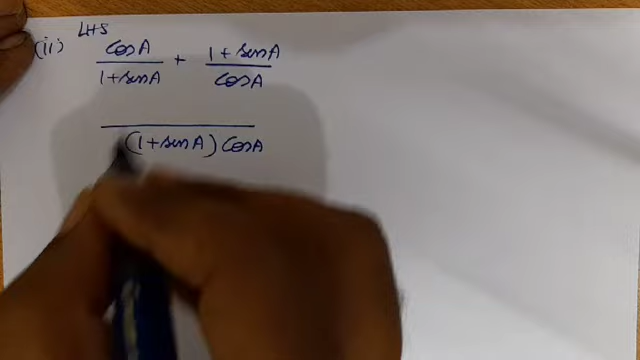 LHS
(ii) cosA/(1+sinA) + (1+sinA)/cosA
(1+sinA) cosA